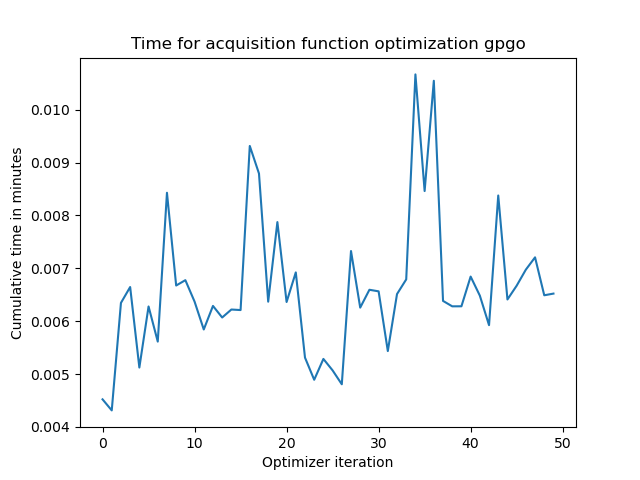 Time for acquisition function optimization gpgo
0.010
0.009
0.008
0.007
0.006
0.005
0.004
Cumulative time in minutes
0 10 20 30 40 50
Optimizer iteration